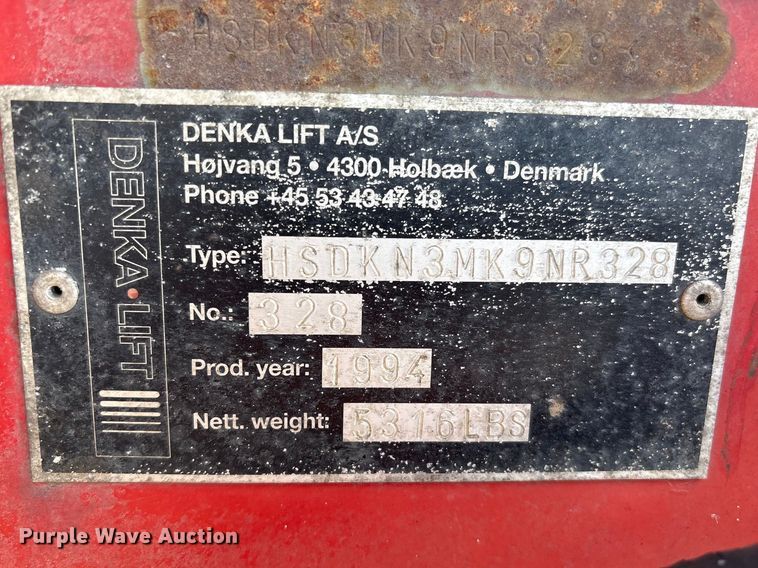 HSDKN3MK9NR328
DENKA LIFT A/S
Højvang 5 • 4300 Holbæk • Denmark
Phone +45 53 43 47 48
DENKA•LIFT
Type: HSDKN3MK9NR328
No.: 328
Prod. year: 1994
Nett. weight: 5316LBS
Purple Wave Auction